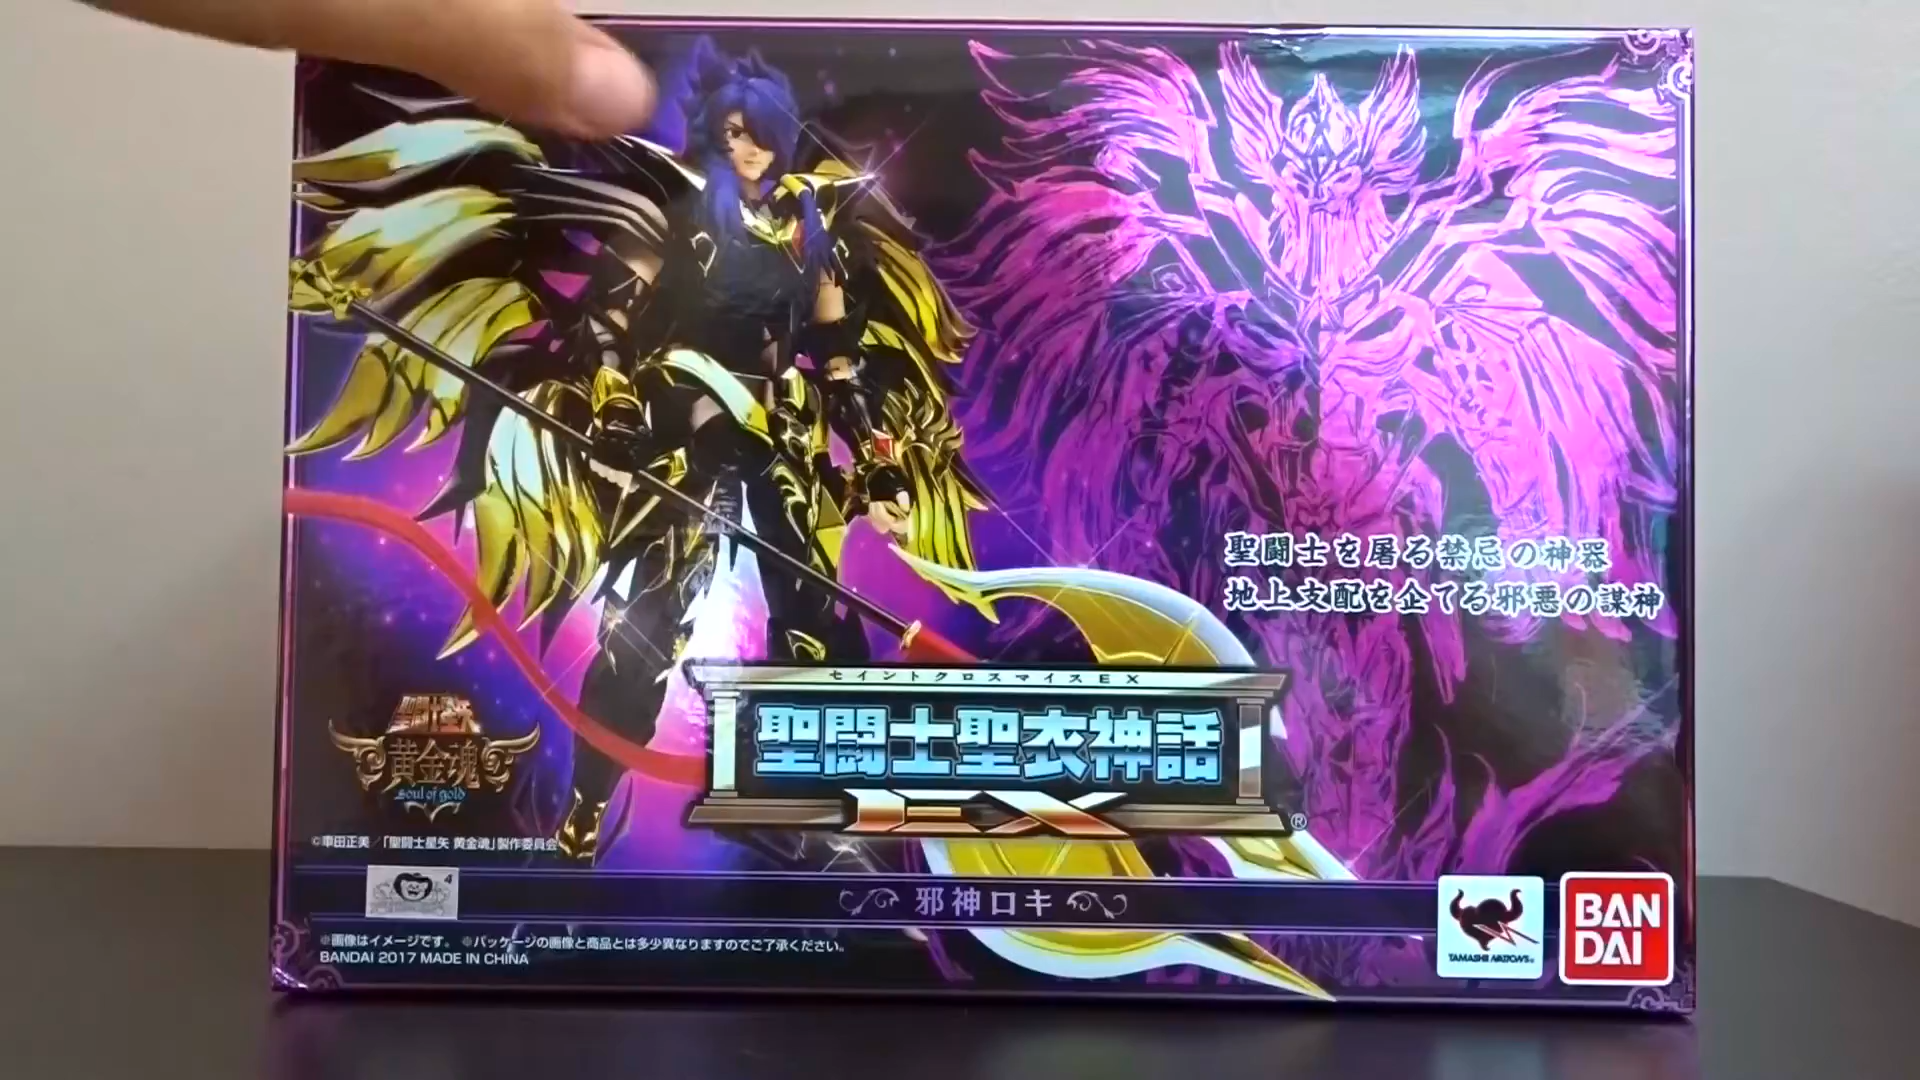 聖闘士を屠る禁忌の神器
地上支配を企てる邪悪の謀神
セイントクロスマイスEX
聖闘士聖衣神話
EX
®
聖闘士星矢
黄金魂
soul of gold
©車田正美/「聖闘士星矢 黄金魂」製作委員会
4
邪神ロキ
※画像はイメージです。 ※パッケージの画像と商品とは多少異なりますのでご了承ください。
BANDAI 2017 MADE IN CHINA
TAMASHII NATIONS
BAN
DAI